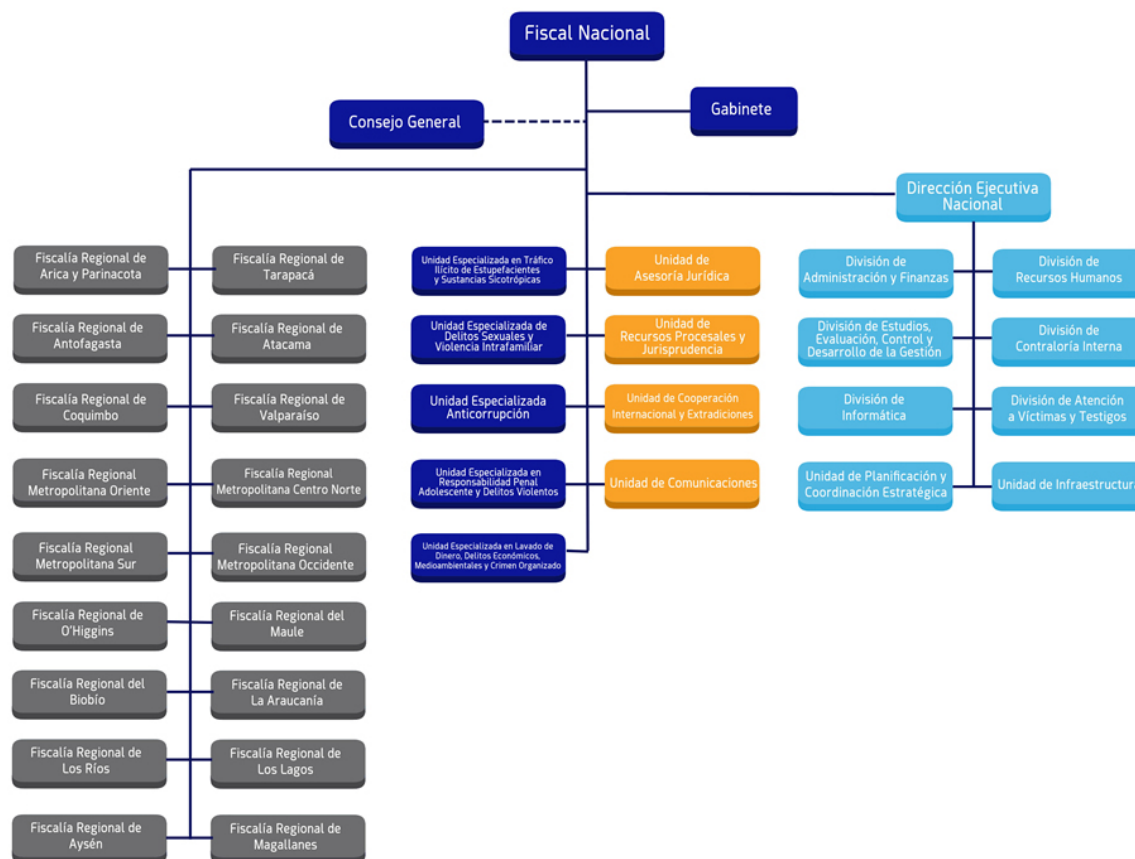 Fiscal Nacional
Consejo General
Gabinete
Dirección Ejecutiva
Nacional
Fiscalía Regional de
Arica y Parinacota
Fiscalía Regional de
Tarapacá
Fiscalía Regional de
Antofagasta
Fiscalía Regional de
Atacama
Fiscalía Regional de
Coquimbo
Fiscalía Regional de
Valparaíso
Fiscalía Regional
Metropolitana Oriente
Fiscalía Regional
Metropolitana Centro Norte
Fiscalía Regional
Metropolitana Sur
Fiscalía Regional
Metropolitana Occidente
Fiscalía Regional de
O'Higgins
Fiscalía Regional del
Maule
Fiscalía Regional del
Biobío
Fiscalía Regional de
La Araucanía
Fiscalía Regional de
Los Ríos
Fiscalía Regional de
Los Lagos
Fiscalía Regional de
Aysén
Fiscalía Regional de
Magallanes
Unidad Especializada en Tráfico
Ilícito de Estupefacientes
y Sustancias Sicotrópicas
Unidad de
Asesoría Jurídica
Unidad Especializada de
Delitos Sexuales y
Violencia Intrafamiliar
Unidad de
Recursos Procesales y
Jurisprudencia
Unidad Especializada
Anticorrupción
Unidad de Cooperación
Internacional y Extradiciones
Unidad Especializada en
Responsabilidad Penal
Adolescente y Delitos Violentos
Unidad de Comunicaciones
Unidad Especializada en Lavado de
Dinero, Delitos Económicos,
Medioambientales y Crimen Organizado
División de
Administración y Finanzas
División de
Recursos Humanos
División de Estudios,
Evaluación, Control y
Desarrollo de la Gestión
División de
Contraloría Interna
División de
Informática
División de Atención
a Víctimas y Testigos
Unidad de Planificación y
Coordinación Estratégica
Unidad de Infraestructura